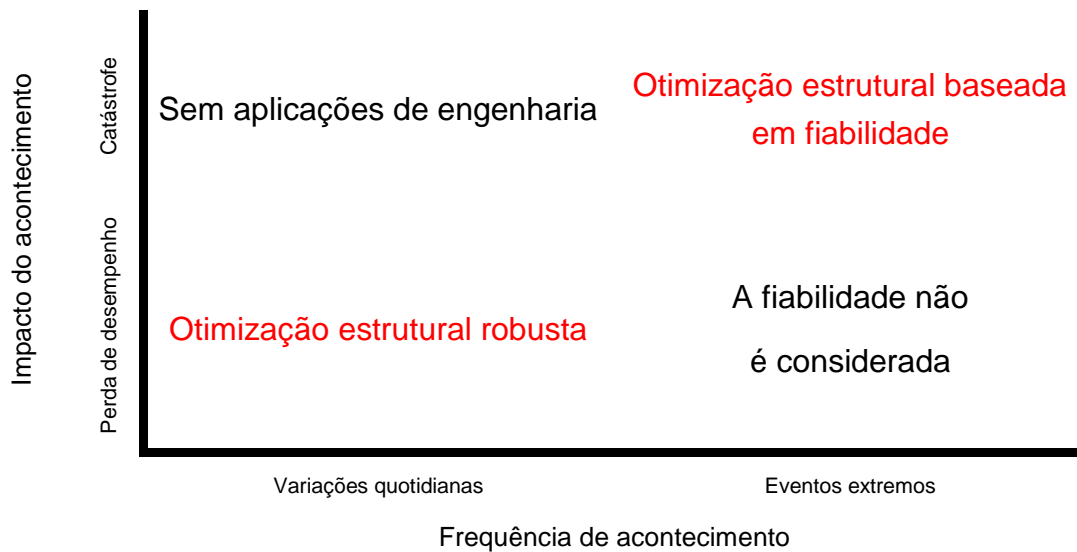 Impacto do acontecimento
Catástrofe
Perda de desempenho
Sem aplicações de engenharia
Otimização estrutural baseada
em fiabilidade
Otimização estrutural robusta
A fiabilidade não
é considerada
Variações quotidianas
Eventos extremos
Frequência de acontecimento